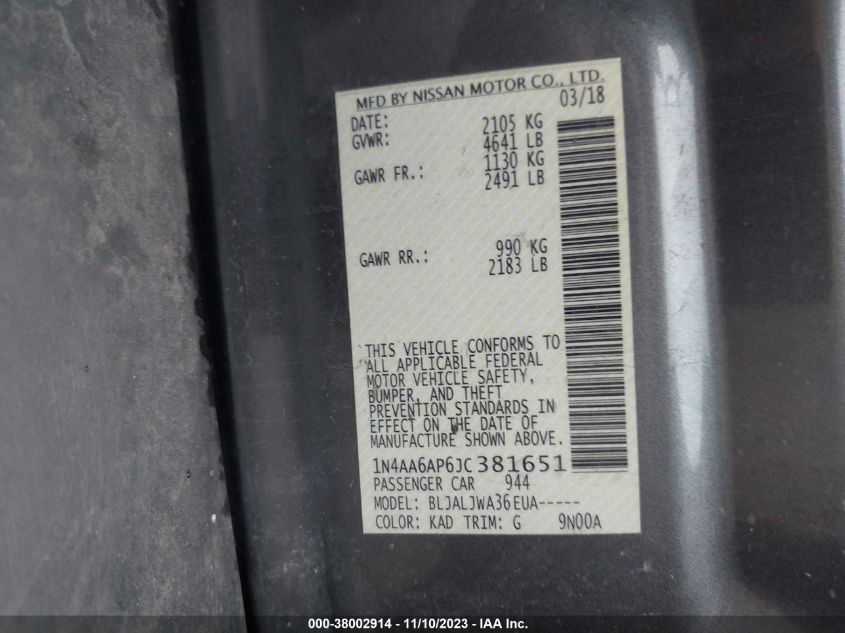 MFD BY NISSAN MOTOR CO., LTD.
DATE: 03/18
GVWR: 2105 KG
4641 LB
GAWR FR.: 1130 KG
2491 LB
GAWR RR.: 990 KG
2183 LB
THIS VEHICLE CONFORMS TO
ALL APPLICABLE FEDERAL
MOTOR VEHICLE SAFETY,
BUMPER, AND THEFT
PREVENTION STANDARDS IN
EFFECT ON THE DATE OF
MANUFACTURE SHOWN ABOVE.
1N4AA6AP6JC381651
PASSENGER CAR 944
MODEL: BLJALJWA36EUA-----
COLOR: KAD TRIM: G 9N00A
000-38002914 - 11/10/2023 - IAA Inc.